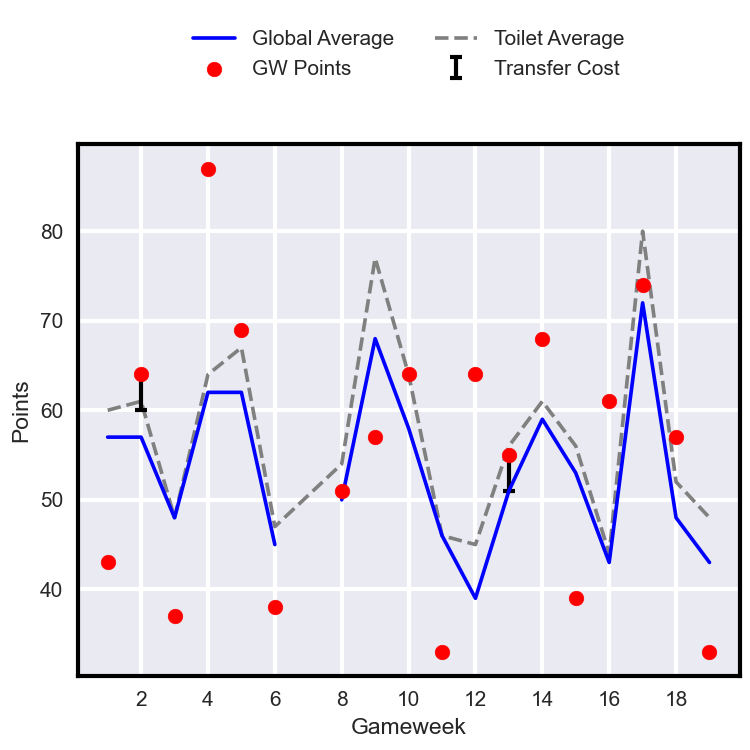 Global Average
Toilet Average
GW Points
Transfer Cost
80
70
60
50
40
Points
2 4 6 8 10 12 14 16 18
Gameweek